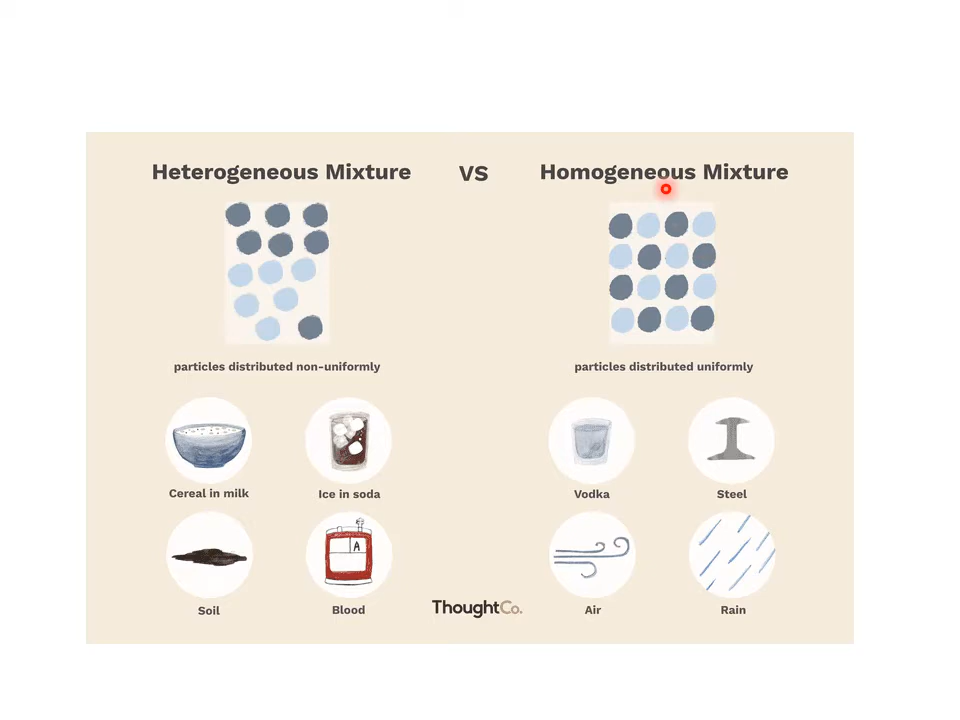 Heterogeneous Mixture
VS
Homogeneous Mixture
particles distributed non-uniformly
particles distributed uniformly
Cereal in milk
Ice in soda
Vodka
Steel
A
Soil
Blood
ThoughtCo.
Air
Rain